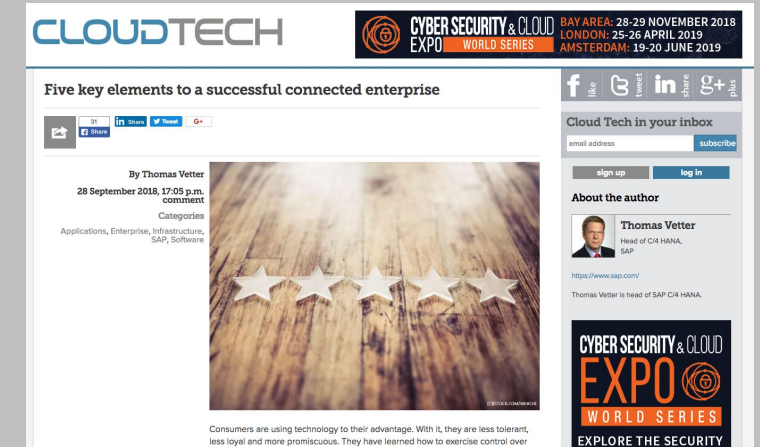 CLOUDTECH
CYBER SECURITY & CLOUD
EXPO WORLD SERIES
BAY AREA: 28-29 NOVEMBER 2018
LONDON: 25-26 APRIL 2019
AMSTERDAM: 19-20 JUNE 2019
Five key elements to a successful connected enterprise
31
Share
in Share
Tweet
G+
By Thomas Vetter
28 September 2018, 17:05 p.m.
comment
Categories
Applications, Enterprise, Infrastructure,
SAP, Software
(C)ISTOCK.COM/MARCHI
Consumers are using technology to their advantage. With it, they are less tolerant,
less loyal and more promiscuous. They have learned how to exercise control over
f like
tweet
in share
g+ plus
Cloud Tech in your inbox
email address
subscribe
sign up
log in
About the author
Thomas Vetter
Head of C/4 HANA,
SAP
https://www.sap.com/
Thomas Vetter is head of SAP C/4 HANA.
CYBER SECURITY & CLOUD
EXPO
WORLD SERIES
EXPLORE THE SECURITY